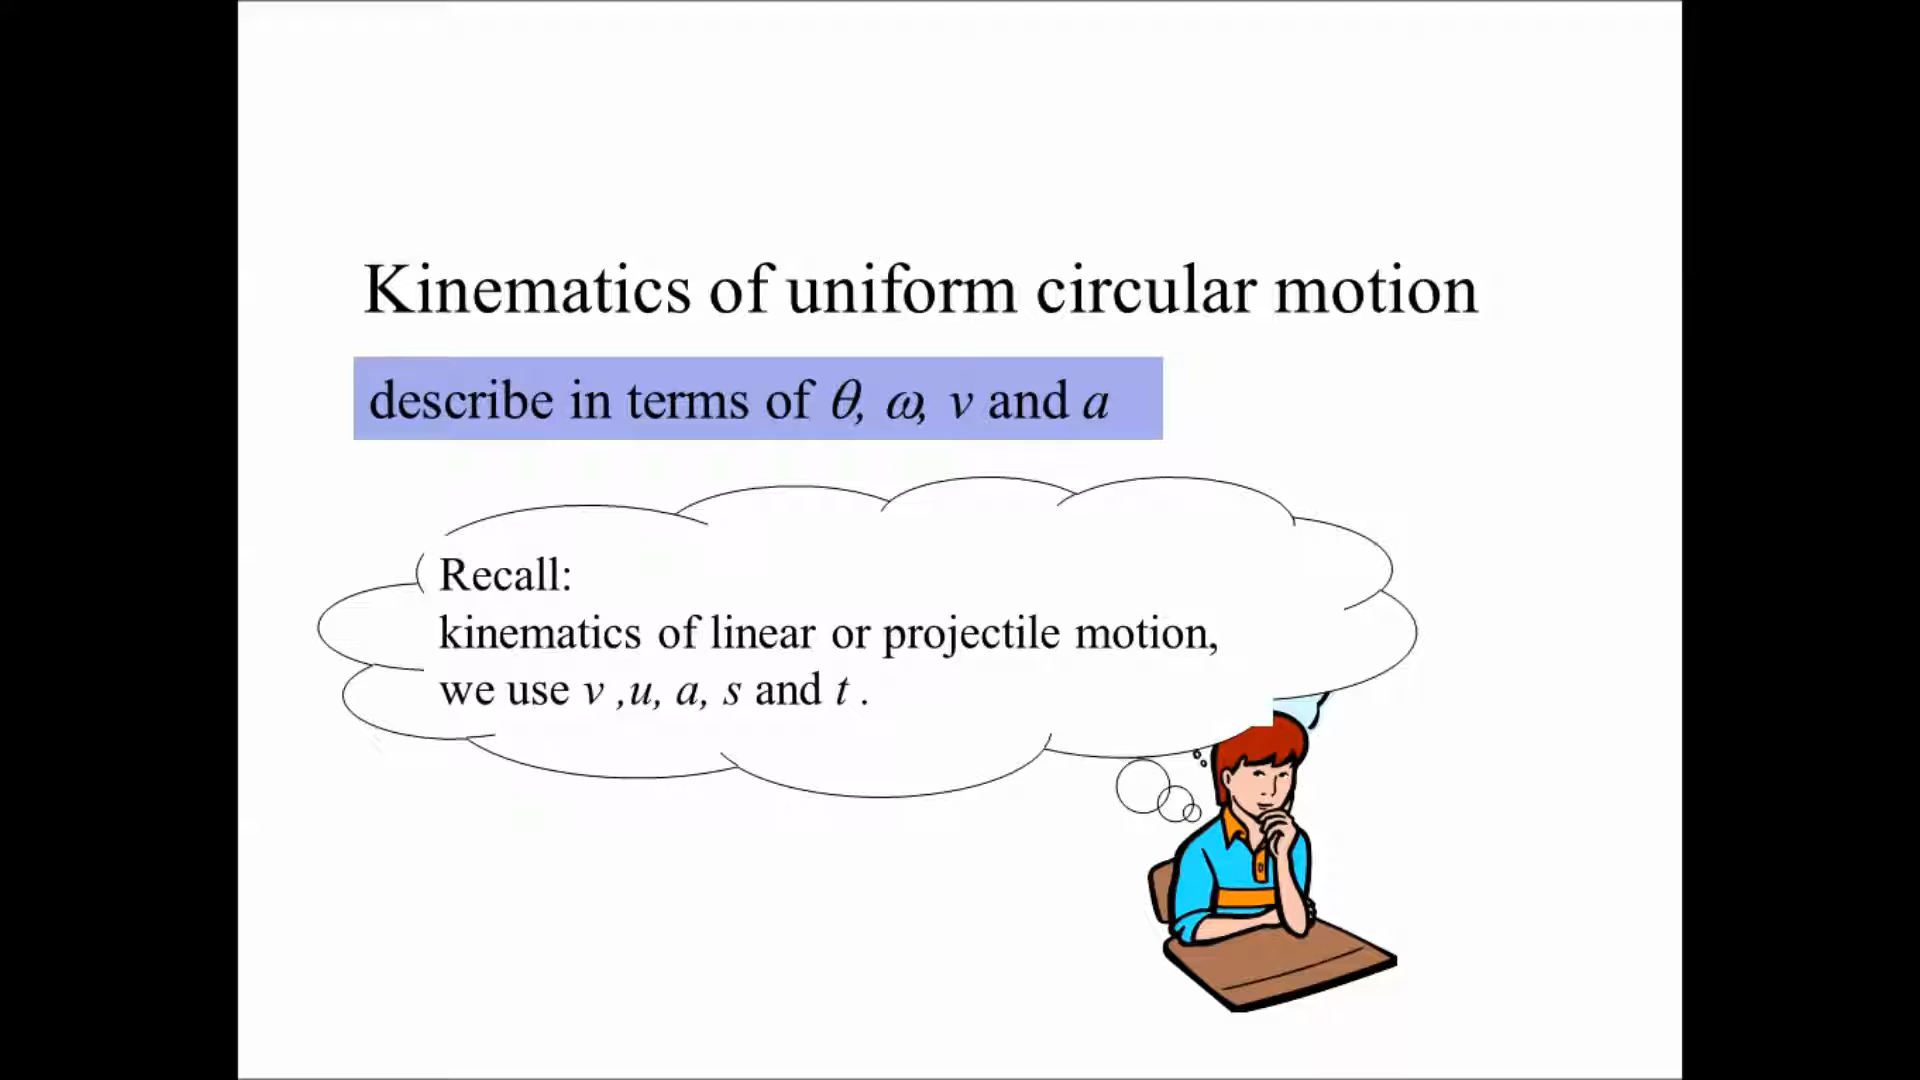 Kinematics of uniform circular motion
describe in terms of θ, ω, v and a
Recall:
kinematics of linear or projectile motion,
we use v ,u, a, s and t .